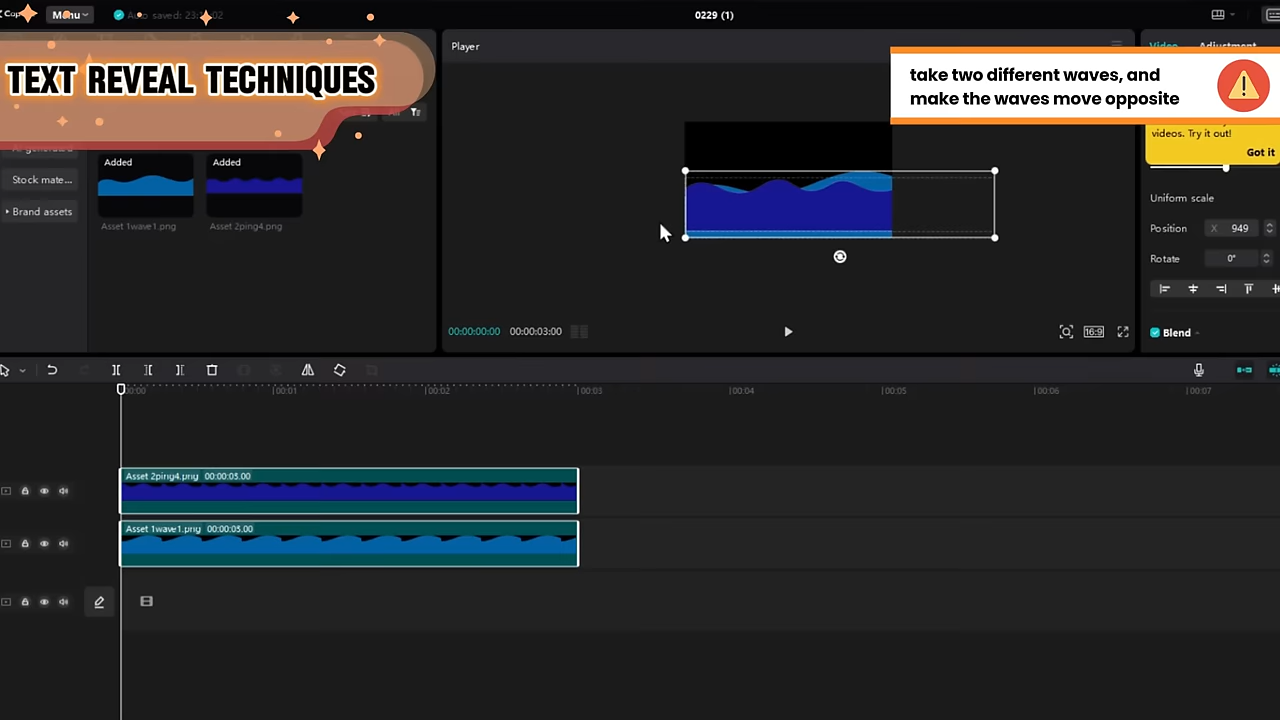 Menu
Auto saved: 23:
02
0229 (1)
TEXT REVEAL TECHNIQUES
Player
take two different waves, and
make the waves move opposite
videos. Try it out!
Got it
Stock mate...
Brand assets
Added
Added
Asset 1wave1.png
Asset 2ping4.png
Uniform scale
Position X 949
Rotate 0°
Blend
00:00:00:00 00:00:03:00
16:9
00:00 |00:01 |00:02 |00:03 |00:04 |00:05 |00:06 |00:07
Asset 2ping4.png 00:00:03:00
Asset 1wave1.png 00:00:03:00